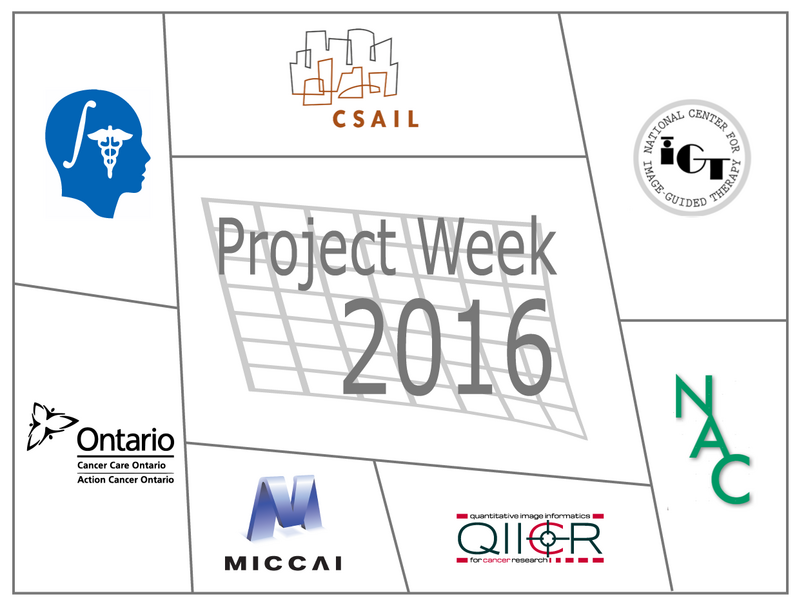 CSAIL
NATIONAL CENTER FOR
IMAGE-GUIDED THERAPY
iGT
Project Week
2016
Ontario
Cancer Care Ontario
Action Cancer Ontario
NAC
MICCAI
quantitative image informatics
QIICR
for cancer research